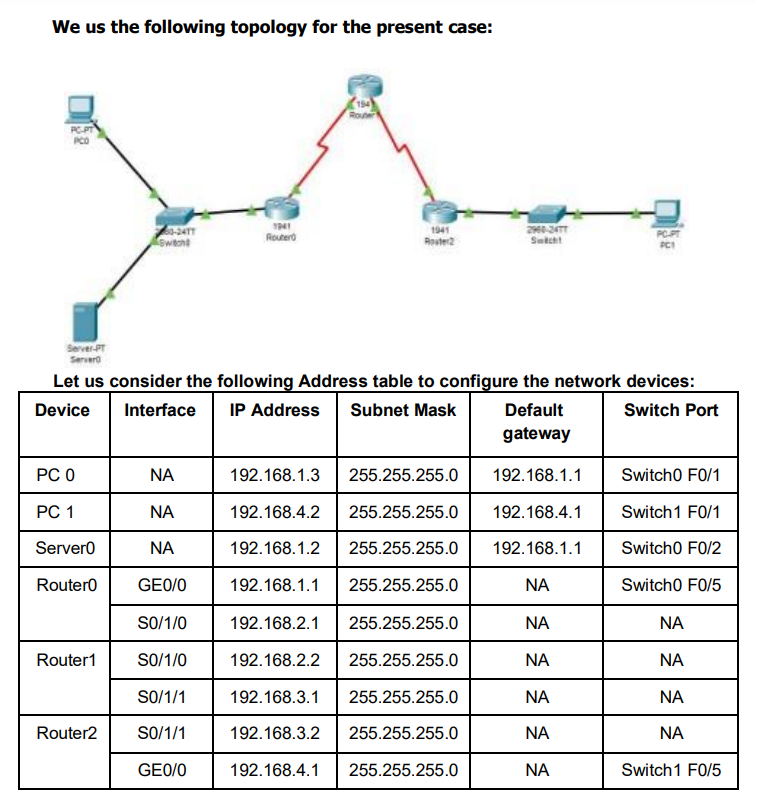 We us the following topology for the present case:
PC-PT
PC0
1941
Router
2960-24TT
Switch0
1941
Router0
1941
Router2
2960-24TT
Switch1
PC-PT
PC1
Server-PT
Server0
Let us consider the following Address table to configure the network devices:
Device Interface IP Address Subnet Mask Default gateway Switch Port
PC 0 NA 192.168.1.3 255.255.255.0 192.168.1.1 Switch0 F0/1
PC 1 NA 192.168.4.2 255.255.255.0 192.168.4.1 Switch1 F0/1
Server0 NA 192.168.1.2 255.255.255.0 192.168.1.1 Switch0 F0/2
Router0 GE0/0 192.168.1.1 255.255.255.0 NA Switch0 F0/5
S0/1/0 192.168.2.1 255.255.255.0 NA NA
Router1 S0/1/0 192.168.2.2 255.255.255.0 NA NA
S0/1/1 192.168.3.1 255.255.255.0 NA NA
Router2 S0/1/1 192.168.3.2 255.255.255.0 NA NA
GE0/0 192.168.4.1 255.255.255.0 NA Switch1 F0/5